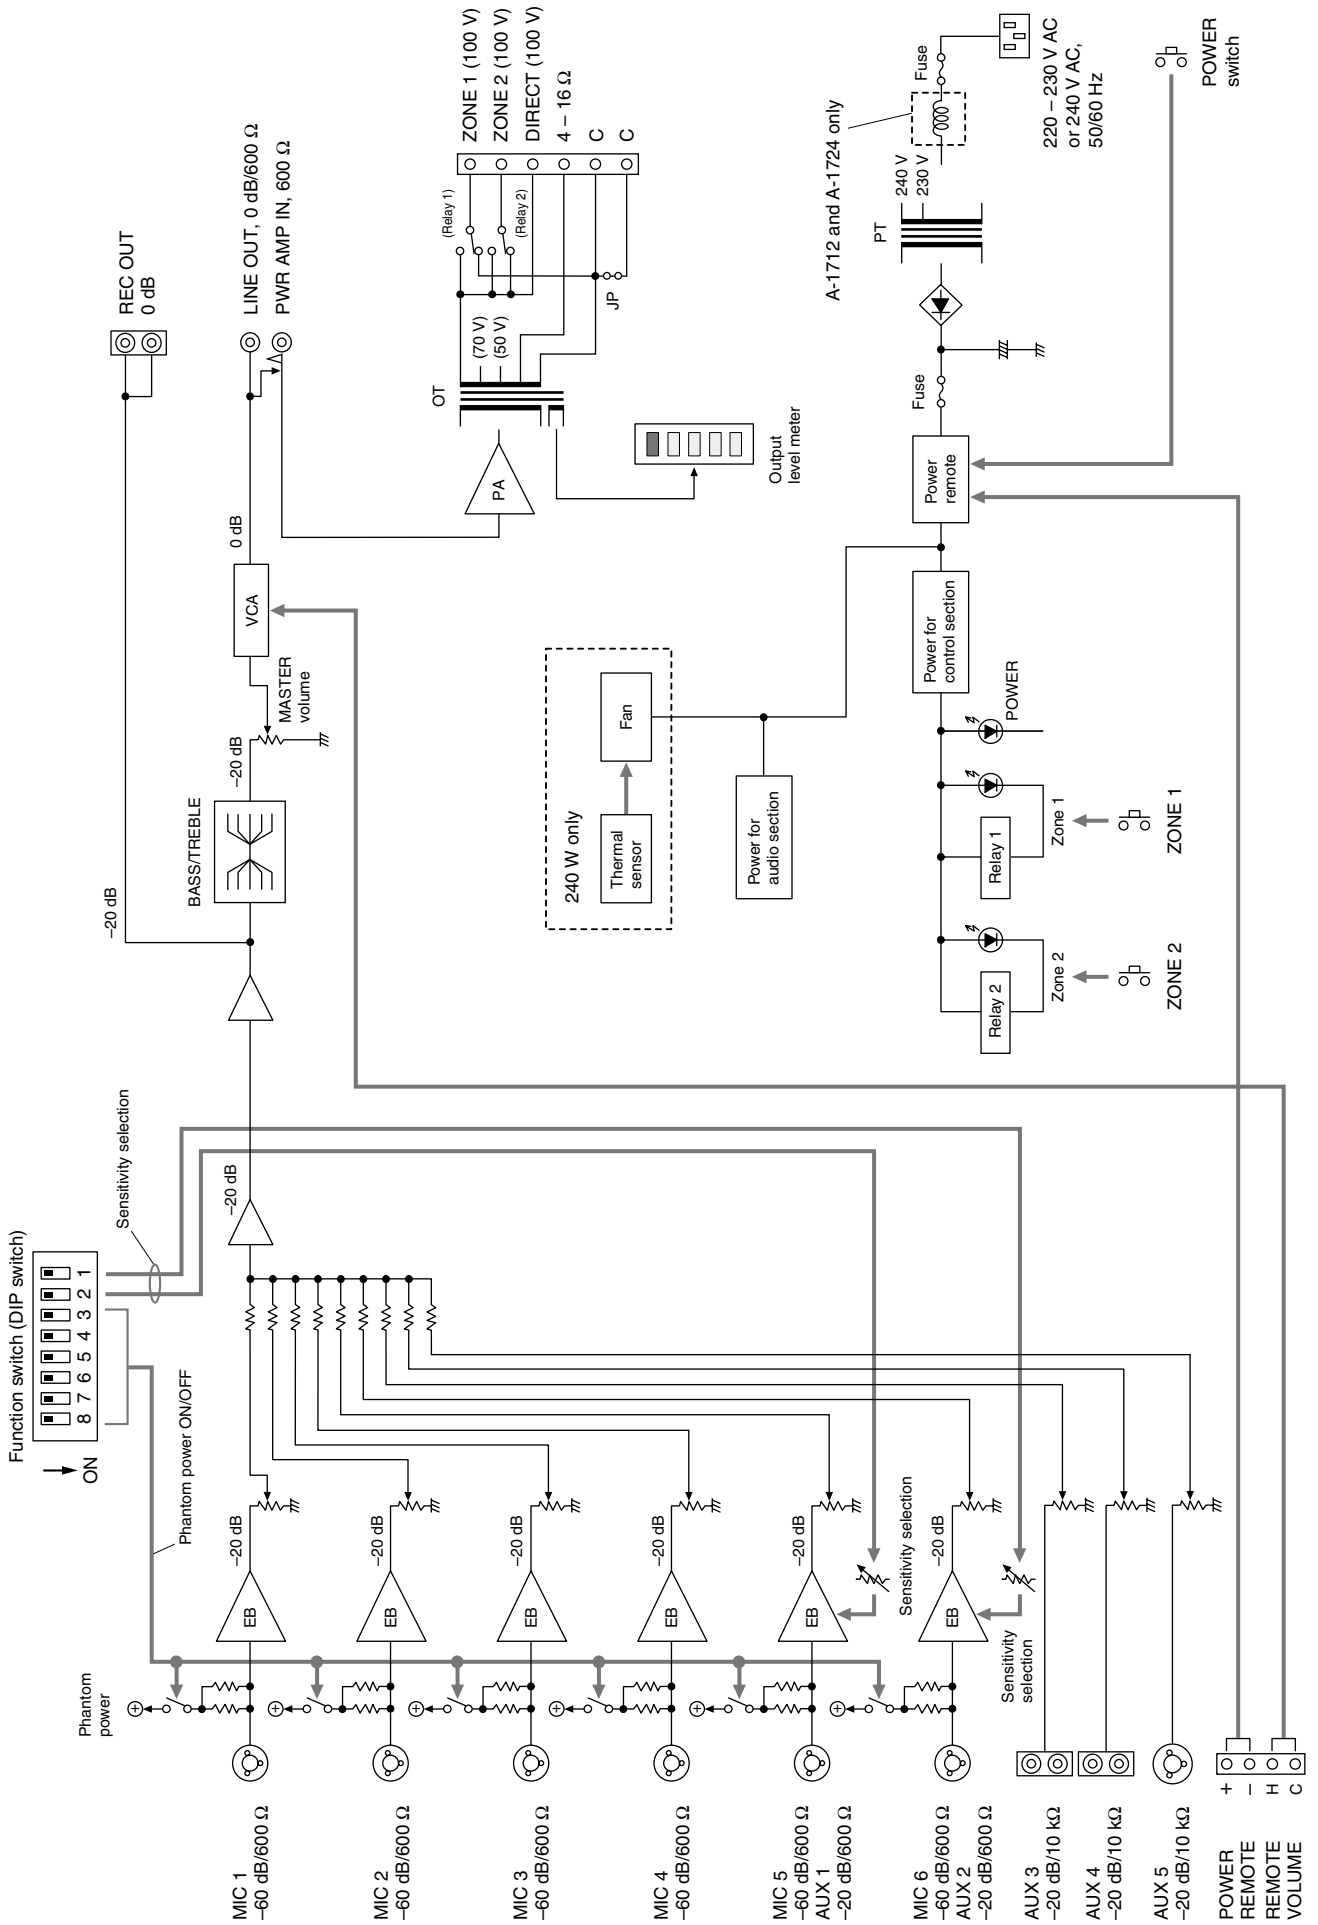 Function switch (DIP switch)
ON
8 7 6 5 4 3 2 1
Sensitivity selection
Phantom power ON/OFF
Phantom
power
MIC 1
–60 dB/600 Ω
EB
–20 dB
MIC 2
–60 dB/600 Ω
EB
–20 dB
MIC 3
–60 dB/600 Ω
EB
–20 dB
MIC 4
–60 dB/600 Ω
EB
–20 dB
MIC 5
–60 dB/600 Ω
AUX 1
–20 dB/600 Ω
EB
–20 dB
Sensitivity selection
MIC 6
–60 dB/600 Ω
AUX 2
–20 dB/600 Ω
EB
–20 dB
Sensitivity
selection
AUX 3
–20 dB/10 kΩ
AUX 4
–20 dB/10 kΩ
AUX 5
–20 dB/10 kΩ
POWER
REMOTE
REMOTE
VOLUME
+
–
H
C
–20 dB
–20 dB
BASS/TREBLE
–20 dB
MASTER
volume
VCA
0 dB
REC OUT
0 dB
LINE OUT, 0 dB/600 Ω
PWR AMP IN, 600 Ω
PA
OT
(70 V)
(50 V)
(Relay 1)
(Relay 2)
JP
ZONE 1 (100 V)
ZONE 2 (100 V)
DIRECT (100 V)
4 – 16 Ω
C
C
Output
level meter
240 W only
Thermal
sensor
Fan
Power for
audio section
Power for
control section
Power
remote
Fuse
PT
240 V
230 V
A-1712 and A-1724 only
Fuse
220 – 230 V AC
or 240 V AC,
50/60 Hz
POWER
switch
POWER
Relay 1
Zone 1
ZONE 1
Relay 2
Zone 2
ZONE 2